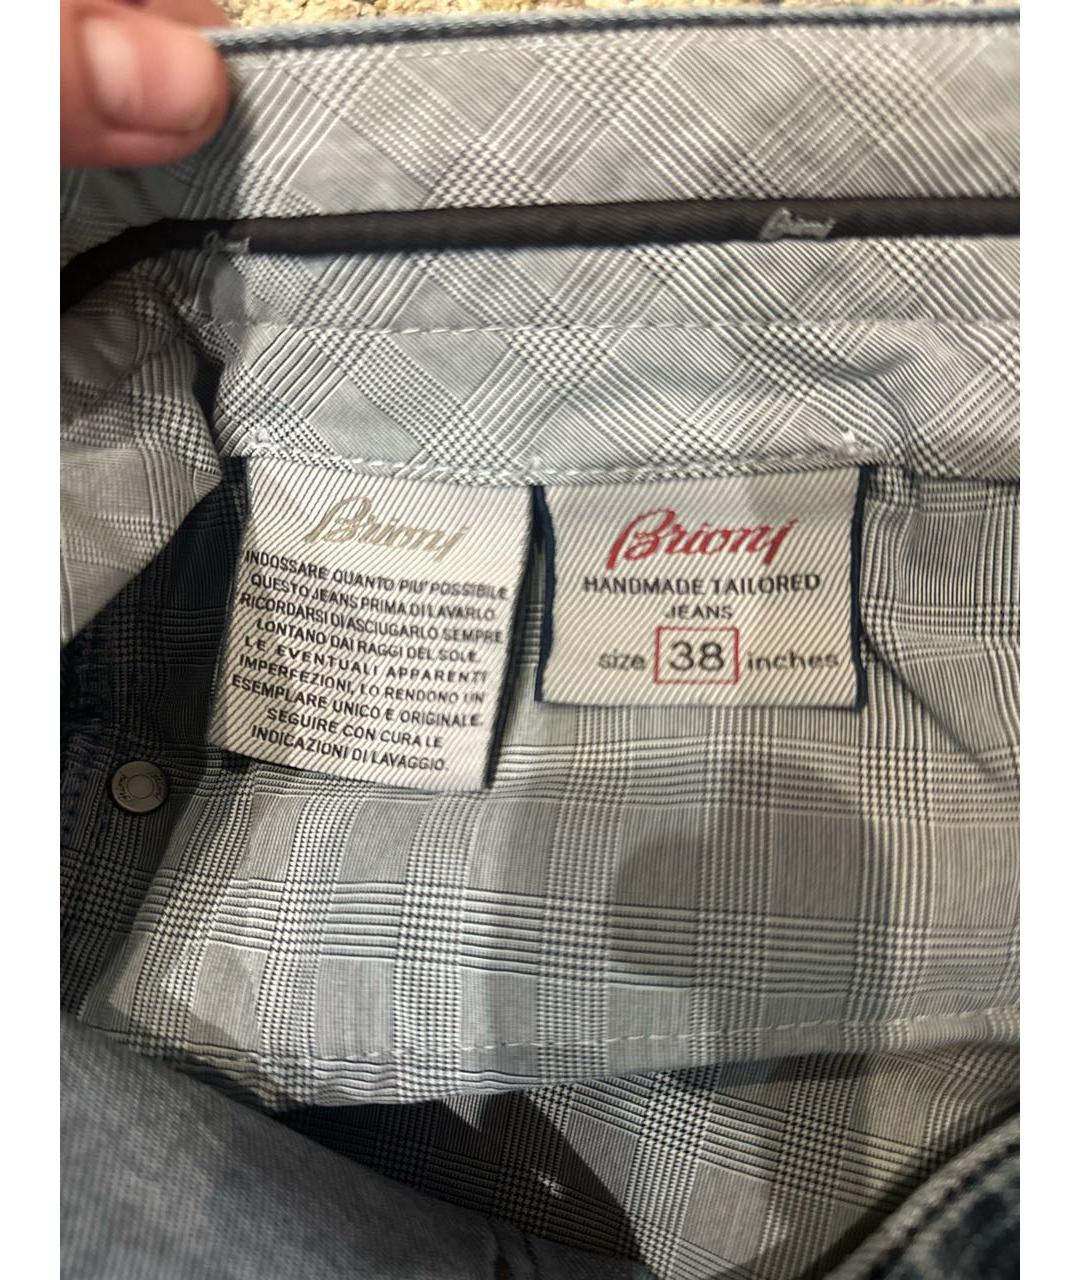 Brioni
Brioni
INDOSSARE QUANTO PIU' POSSIBILE
QUESTO JEANS PRIMA DI LAVARLO.
RICORDARSI DI ASCIUGARLO SEMPRE
LONTANO DAI RAGGI DEL SOLE.
LE EVENTUALI APPARENTI
IMPERFEZIONI, LO RENDONO UN
ESEMPLARE UNICO E ORIGINALE.
SEGUIRE CON CURA LE
INDICAZIONI DI LAVAGGIO.
Brioni
HANDMADE TAILORED
JEANS
size 38 inches